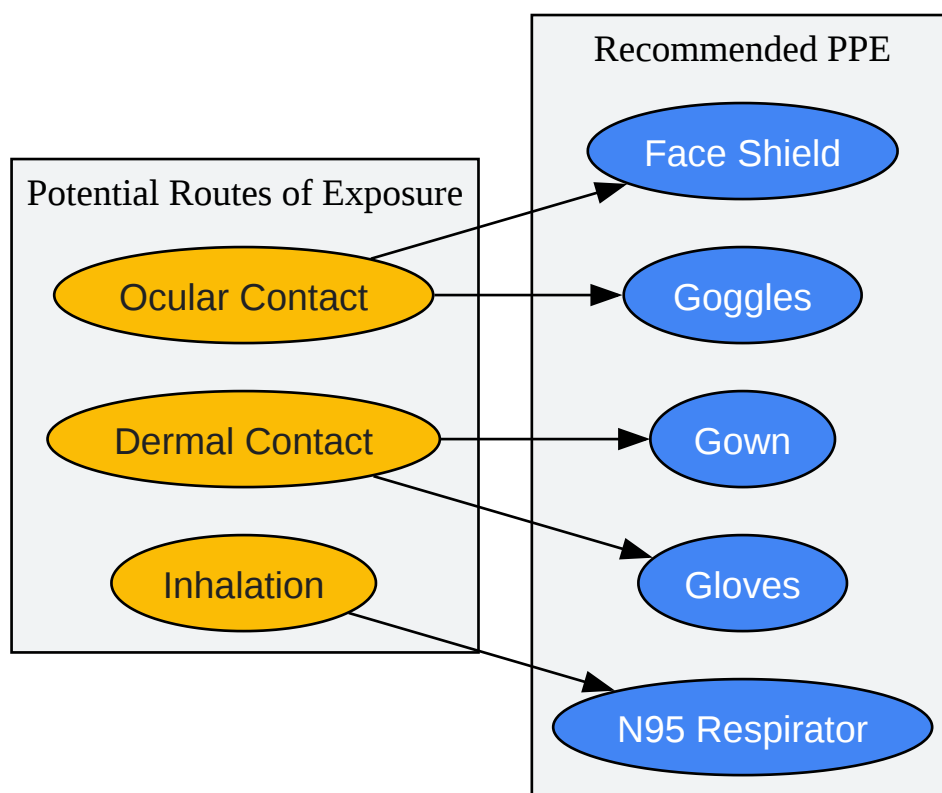 Recommended PPE
Face Shield
Potential Routes of Exposure
Ocular Contact
Goggles
Dermal Contact
Gown
Inhalation
Gloves
N95 Respirator